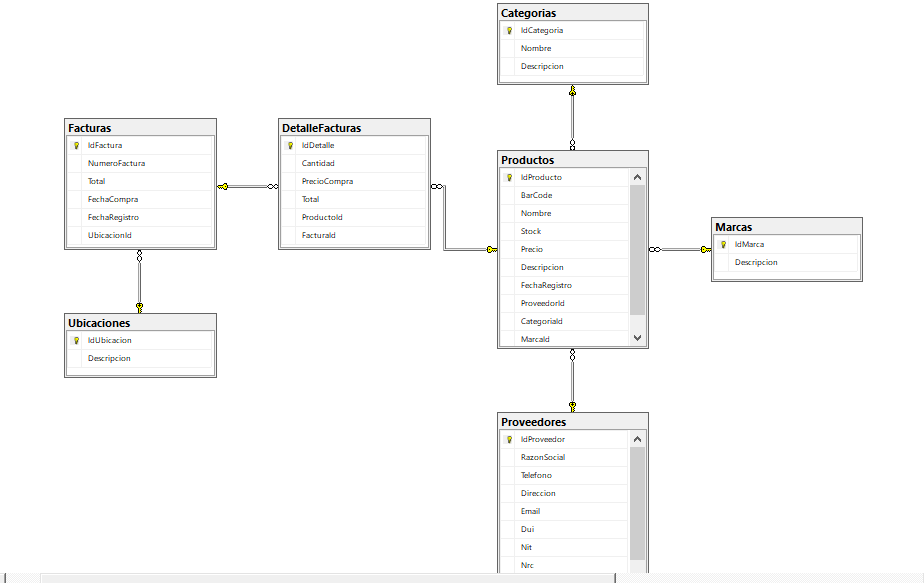 Categorias
IdCategoria
Nombre
Descripcion
Facturas
IdFactura
NumeroFactura
Total
FechaCompra
FechaRegistro
UbicacionId
DetalleFacturas
IdDetalle
Cantidad
PrecioCompra
Total
ProductoId
FacturaId
Productos
IdProducto
BarCode
Nombre
Stock
Precio
Descripcion
FechaRegistro
ProveedorId
CategoriaId
MarcaId
Marcas
IdMarca
Descripcion
Ubicaciones
IdUbicacion
Descripcion
Proveedores
IdProveedor
RazonSocial
Telefono
Direccion
Email
Dui
Nit
Nrc